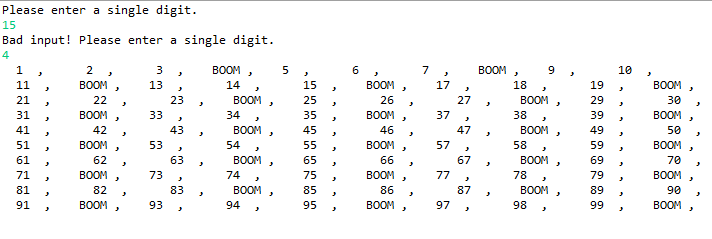 Please enter a single digit.
15
Bad input! Please enter a single digit.
4
1 , 2 , 3 , BOOM , 5 , 6 , 7 , BOOM , 9 , 10 ,
11 , BOOM , 13 , 14 , 15 , BOOM , 17 , 18 , 19 , BOOM ,
21 , 22 , 23 , BOOM , 25 , 26 , 27 , BOOM , 29 , 30 ,
31 , BOOM , 33 , 34 , 35 , BOOM , 37 , 38 , 39 , BOOM ,
41 , 42 , 43 , BOOM , 45 , 46 , 47 , BOOM , 49 , 50 ,
51 , BOOM , 53 , 54 , 55 , BOOM , 57 , 58 , 59 , BOOM ,
61 , 62 , 63 , BOOM , 65 , 66 , 67 , BOOM , 69 , 70 ,
71 , BOOM , 73 , 74 , 75 , BOOM , 77 , 78 , 79 , BOOM ,
81 , 82 , 83 , BOOM , 85 , 86 , 87 , BOOM , 89 , 90 ,
91 , BOOM , 93 , 94 , 95 , BOOM , 97 , 98 , 99 , BOOM ,